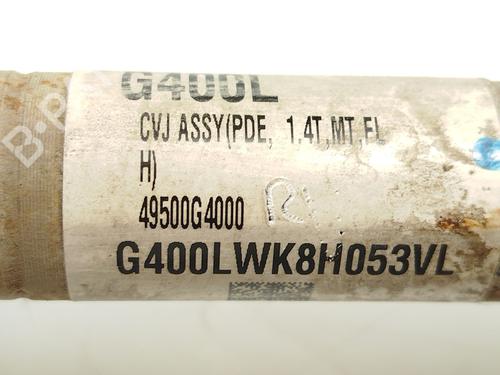 G400L
CVJ ASSY(PDE, 1.4T,MT,FL
H)
49500G4000
G400LWK8H053VL